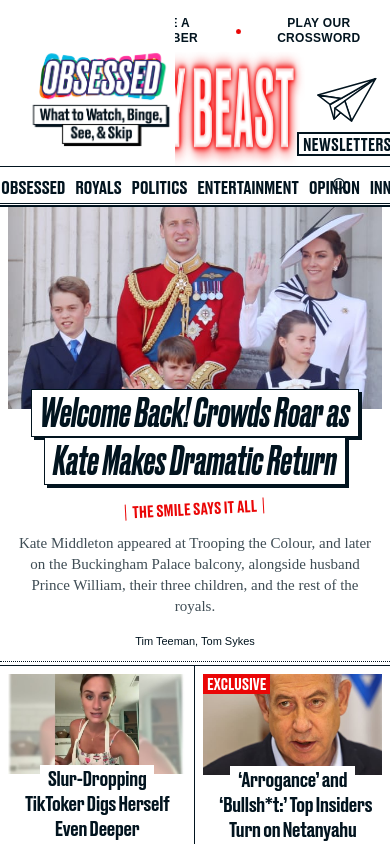 E A
BER
PLAY OUR
CROSSWORD
OBSESSED
What to Watch, Binge,
See, & Skip
Y BEAST
NEWSLETTERS
OBSESSED ROYALS POLITICS ENTERTAINMENT OPINION INN
Welcome Back! Crowds Roar as
Kate Makes Dramatic Return
THE SMILE SAYS IT ALL
Kate Middleton appeared at Trooping the Colour, and later
on the Buckingham Palace balcony, alongside husband
Prince William, their three children, and the rest of the
royals.
Tim Teeman, Tom Sykes
Slur-Dropping
TikToker Digs Herself
Even Deeper
EXCLUSIVE
‘Arrogance’ and
‘Bullsh*t:’ Top Insiders
Turn on Netanyahu